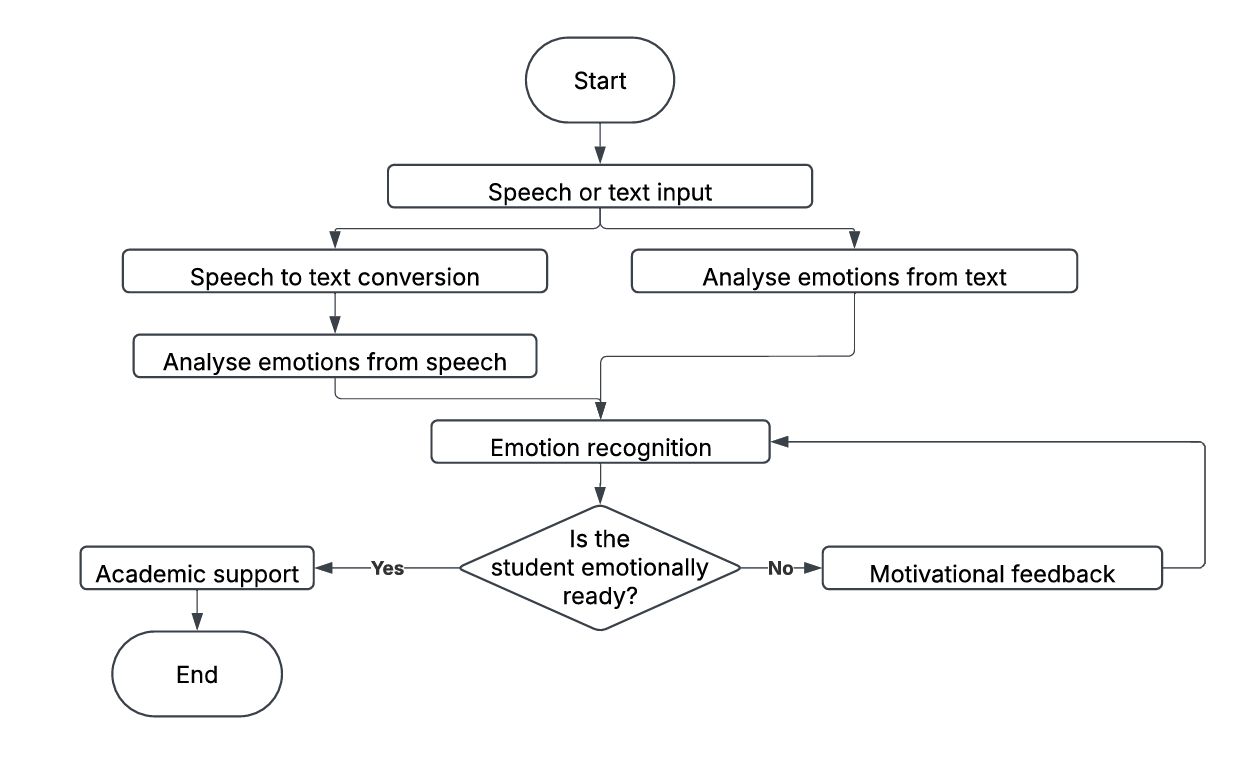 Start
Speech or text input
Speech to text conversion
Analyse emotions from text
Analyse emotions from speech
Emotion recognition
Is the
student emotionally
ready?
Yes
No
Academic support
Motivational feedback
End